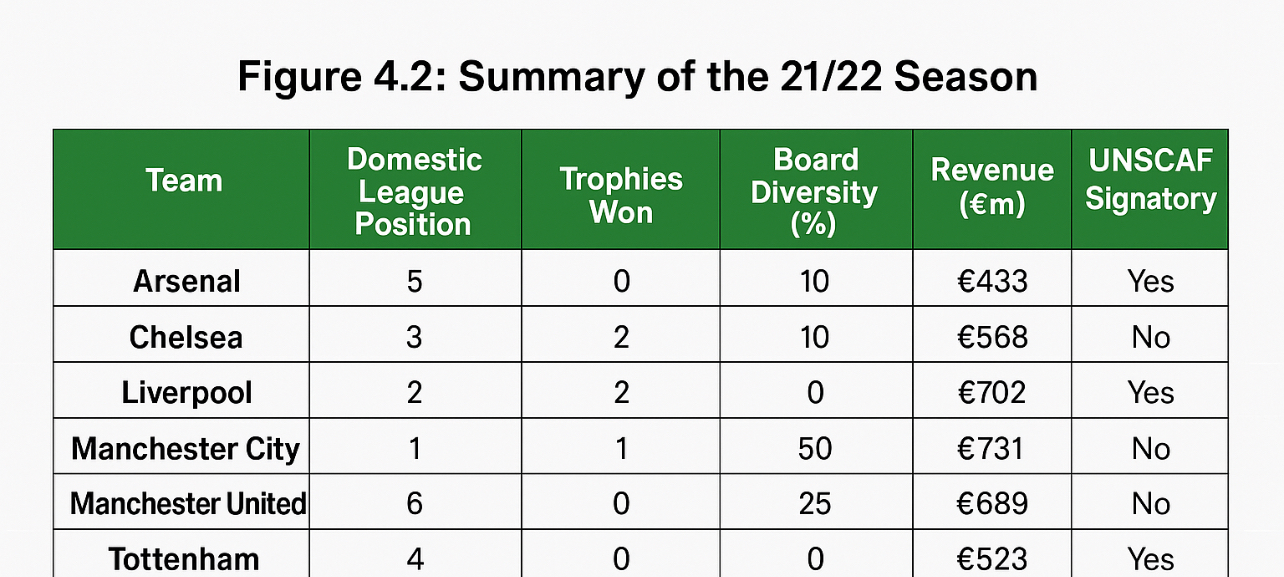 Figure 4.2: Summary of the 21/22 Season
Team Domestic League Position Trophies Won Board Diversity (%) Revenue (€m) UNSCAF Signatory
Arsenal 5 0 10 €433 Yes
Chelsea 3 2 10 €568 No
Liverpool 2 2 0 €702 Yes
Manchester City 1 1 50 €731 No
Manchester United 6 0 25 €689 No
Tottenham 4 0 0 €523 Yes